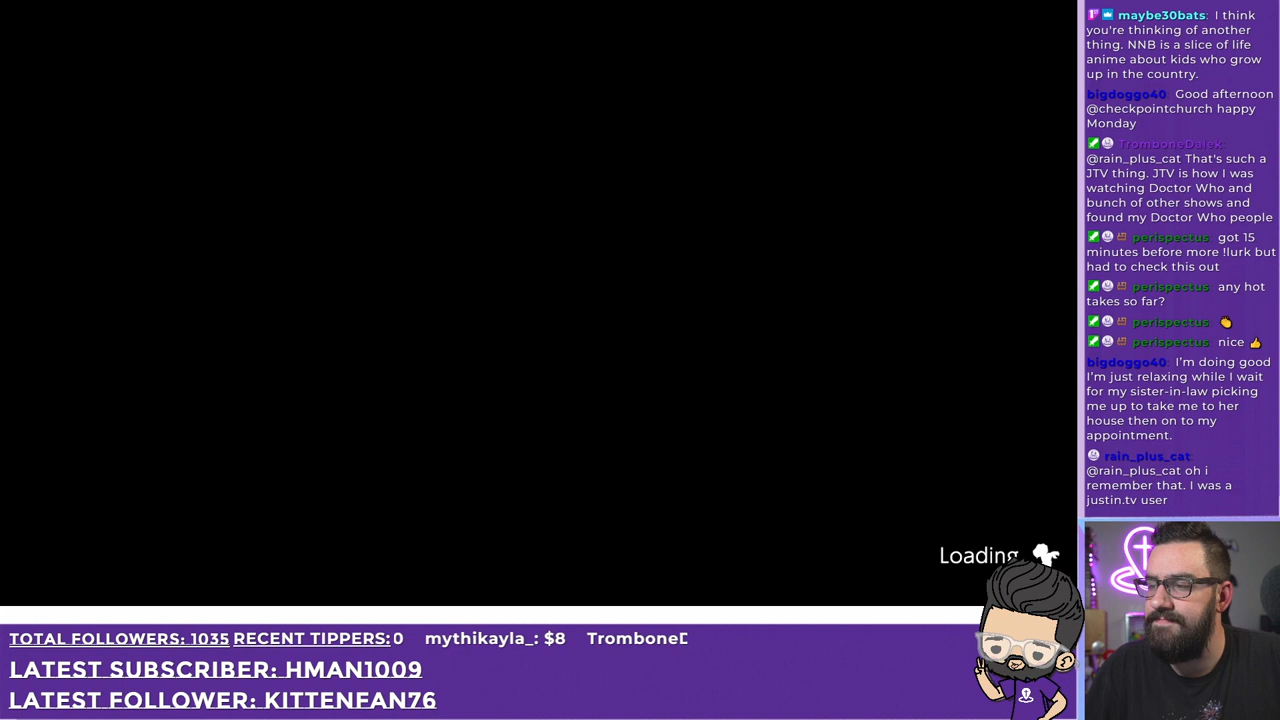 maybe30bats: I think
you're thinking of another
thing. NNB is a slice of life
anime about kids who grow
up in the country.
bigdoggo40: Good afternoon
@checkpointchurch happy
Monday
TromboneDalek:
@rain_plus_cat That's such a
JTV thing. JTV is how I was
watching Doctor Who and
bunch of other shows and
found my Doctor Who people
perispectus: got 15
minutes before more !lurk but
had to check this out
perispectus: any hot
takes so far?
perispectus: 👏
perispectus: nice 👍
bigdoggo40: I'm doing good
I'm just relaxing while I wait
for my sister-in-law picking
me up to take me to her
house then on to my
appointment.
rain_plus_cat:
@rain_plus_cat oh i
remember that. I was a
justin.tv user
Loading
TOTAL FOLLOWERS: 1035 RECENT TIPPERS: 0 mythikayla_: $8 Trombone
LATEST SUBSCRIBER: HMAN1009
LATEST FOLLOWER: KITTENFAN76